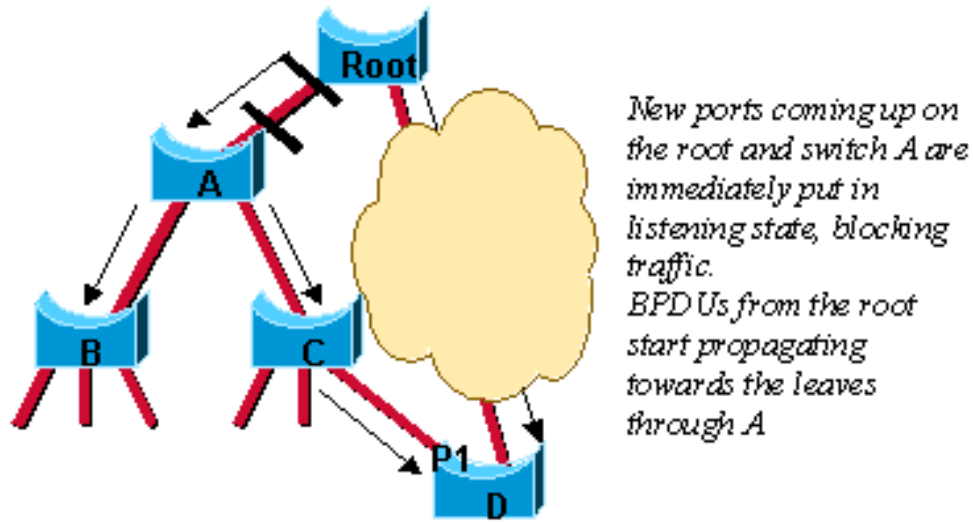 Root
New ports coming up on
the root and switch A are
immediately put in
listening state, blocking
traffic.
BPDUs from the root
start propagating
towards the leaves
through A
A
B
C
P1
D